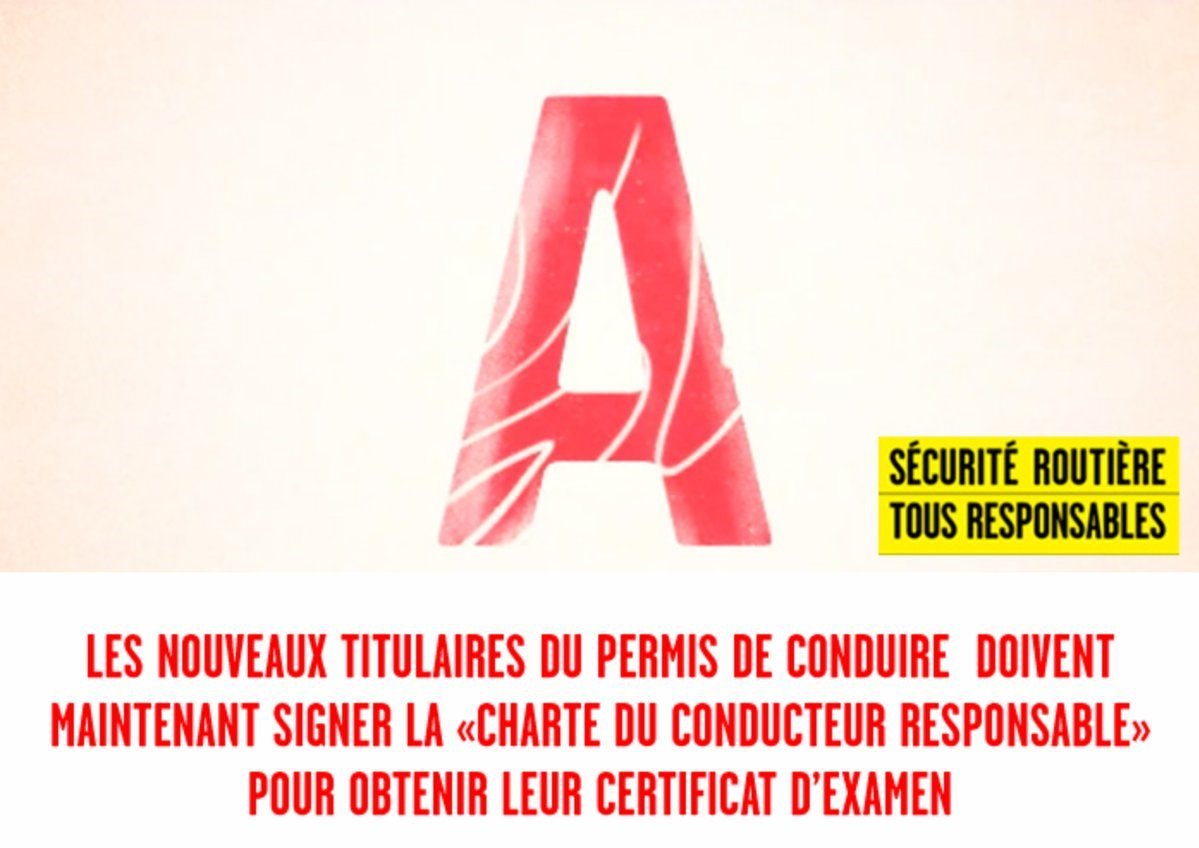 A
SÉCURITÉ ROUTIÈRE
TOUS RESPONSABLES
LES NOUVEAUX TITULAIRES DU PERMIS DE CONDUIRE DOIVENT
MAINTENANT SIGNER LA «CHARTE DU CONDUCTEUR RESPONSABLE»
POUR OBTENIR LEUR CERTIFICAT D'EXAMEN